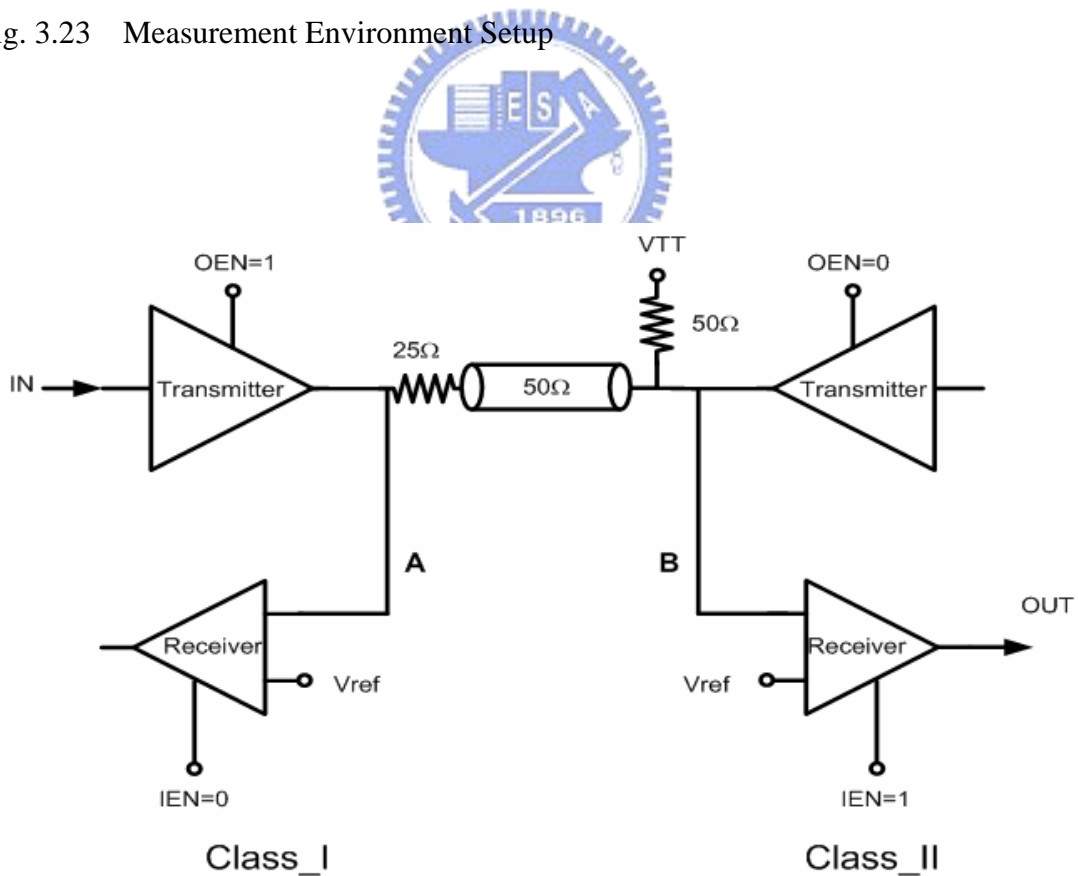 g. 3.23 Measurement Environment Setup
E S A
1896
VTT
OEN=1
OEN=0
50Ω
25Ω
IN
Transmitter
50Ω
Transmitter
A
B
OUT
Receiver
Receiver
Vref
Vref
IEN=0
IEN=1
Class_I
Class_II